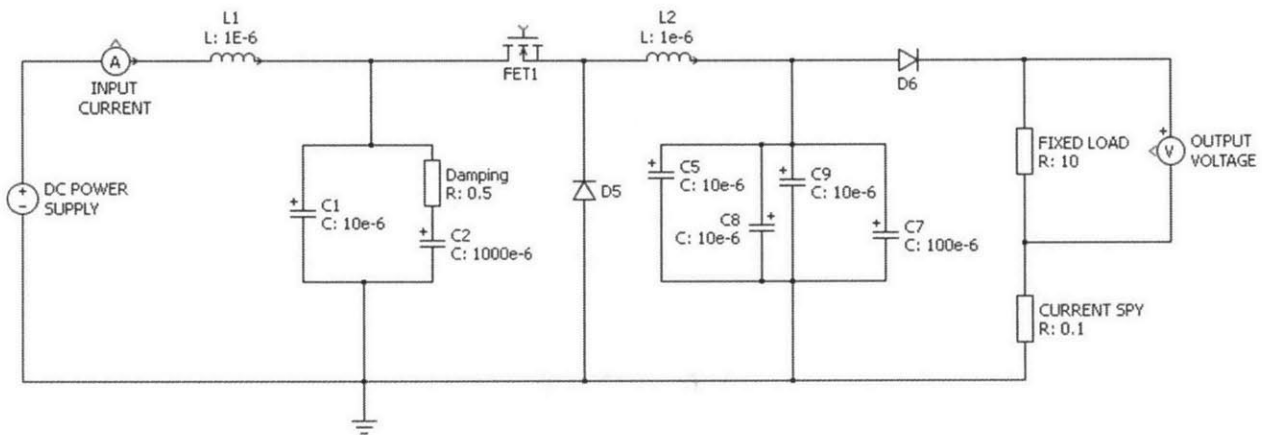 L1
L: 1E-6
A
INPUT
CURRENT
FET1
L2
L: 1e-6
D6
DC POWER
SUPPLY
C1
C: 10e-6
Damping
R: 0.5
C2
C: 1000e-6
D5
C5
C: 10e-6
C8
C: 10e-6
C9
C: 10e-6
C7
C: 100e-6
FIXED LOAD
R: 10
V
OUTPUT
VOLTAGE
CURRENT SPY
R: 0.1